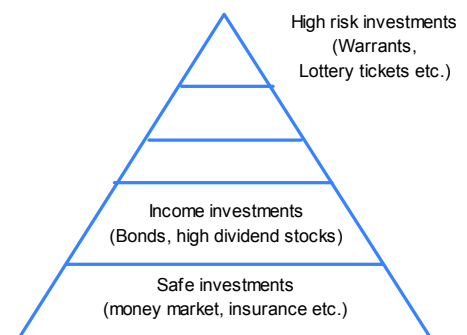 High risk investments
(Warrants,
Lottery tickets etc.)
Income investments
(Bonds, high dividend stocks)
Safe investments
(money market, insurance etc.)